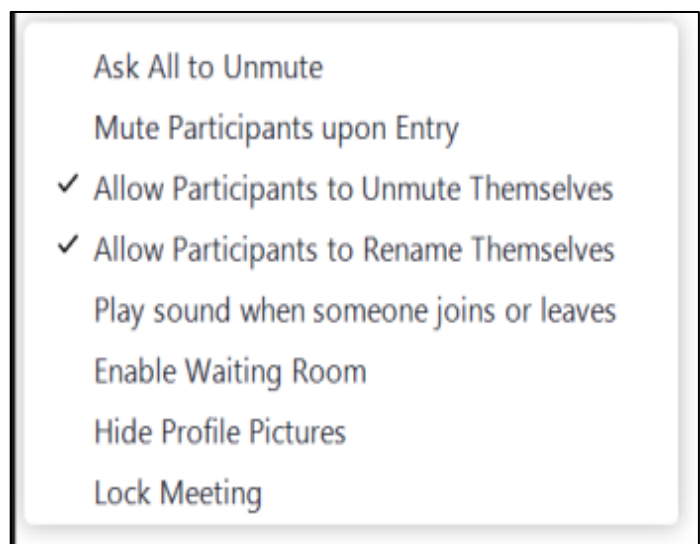 Ask All to Unmute
Mute Participants upon Entry
✓ Allow Participants to Unmute Themselves
✓ Allow Participants to Rename Themselves
Play sound when someone joins or leaves
Enable Waiting Room
Hide Profile Pictures
Lock Meeting